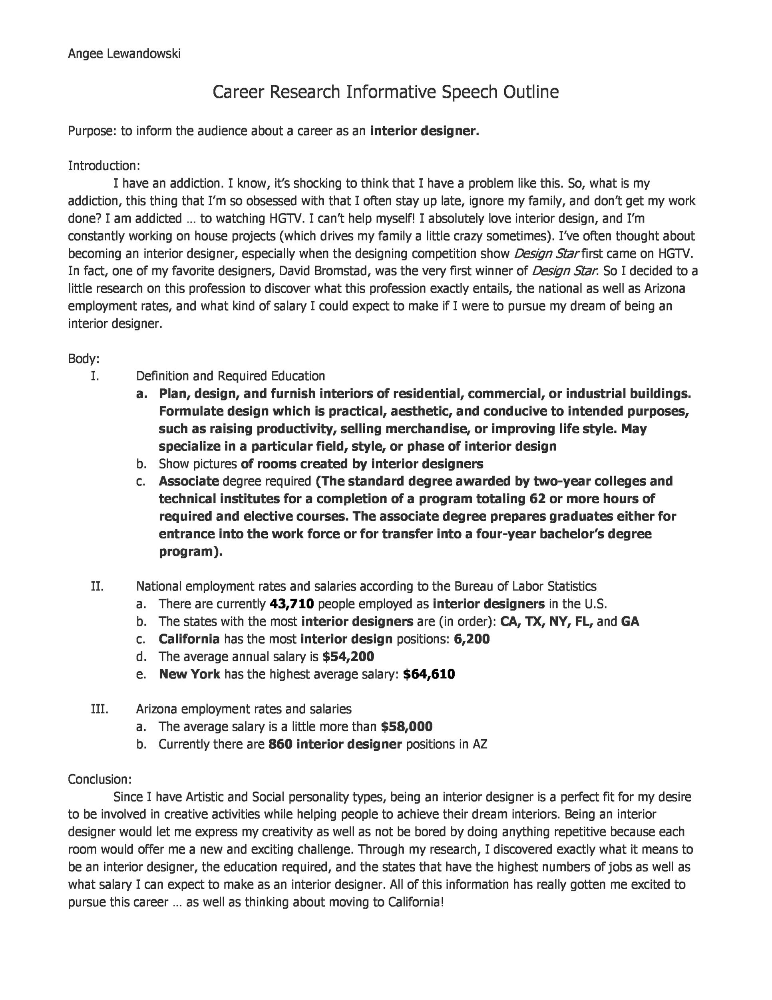 Angee Lewandowski
Career Research Informative Speech Outline
Purpose: to inform the audience about a career as an interior designer.
Introduction:
I have an addiction. I know, it's shocking to think that I have a problem like this. So, what is my
addiction, this thing that I'm so obsessed with that I often stay up late, ignore my family, and don't get my work
done? I am addicted ... to watching HGTV. I can't help myself! I absolutely love interior design, and I'm
constantly working on house projects (which drives my family a little crazy sometimes). I've often thought about
becoming an interior designer, especially when the designing competition show Design Star first came on HGTV.
In fact, one of my favorite designers, David Bromstad, was the very first winner of Design Star. So I decided to a
little research on this profession to discover what this profession exactly entails, the national as well as Arizona
employment rates, and what kind of salary I could expect to make if I were to pursue my dream of being an
interior designer.
Body:
I. Definition and Required Education
a. Plan, design, and furnish interiors of residential, commercial, or industrial buildings.
Formulate design which is practical, aesthetic, and conducive to intended purposes,
such as raising productivity, selling merchandise, or improving life style. May
specialize in a particular field, style, or phase of interior design
b. Show pictures of rooms created by interior designers
c. Associate degree required (The standard degree awarded by two-year colleges and
technical institutes for a completion of a program totaling 62 or more hours of
required and elective courses. The associate degree prepares graduates either for
entrance into the work force or for transfer into a four-year bachelor's degree
program).
II. National employment rates and salaries according to the Bureau of Labor Statistics
a. There are currently 43,710 people employed as interior designers in the U.S.
b. The states with the most interior designers are (in order): CA, TX, NY, FL, and GA
c. California has the most interior design positions: 6,200
d. The average annual salary is $54,200
e. New York has the highest average salary: $64,610
III. Arizona employment rates and salaries
a. The average salary is a little more than $58,000
b. Currently there are 860 interior designer positions in AZ
Conclusion:
Since I have Artistic and Social personality types, being an interior designer is a perfect fit for my desire
to be involved in creative activities while helping people to achieve their dream interiors. Being an interior
designer would let me express my creativity as well as not be bored by doing anything repetitive because each
room would offer me a new and exciting challenge. Through my research, I discovered exactly what it means to
be an interior designer, the education required, and the states that have the highest numbers of jobs as well as
what salary I can expect to make as an interior designer. All of this information has really gotten me excited to
pursue this career ... as well as thinking about moving to California!